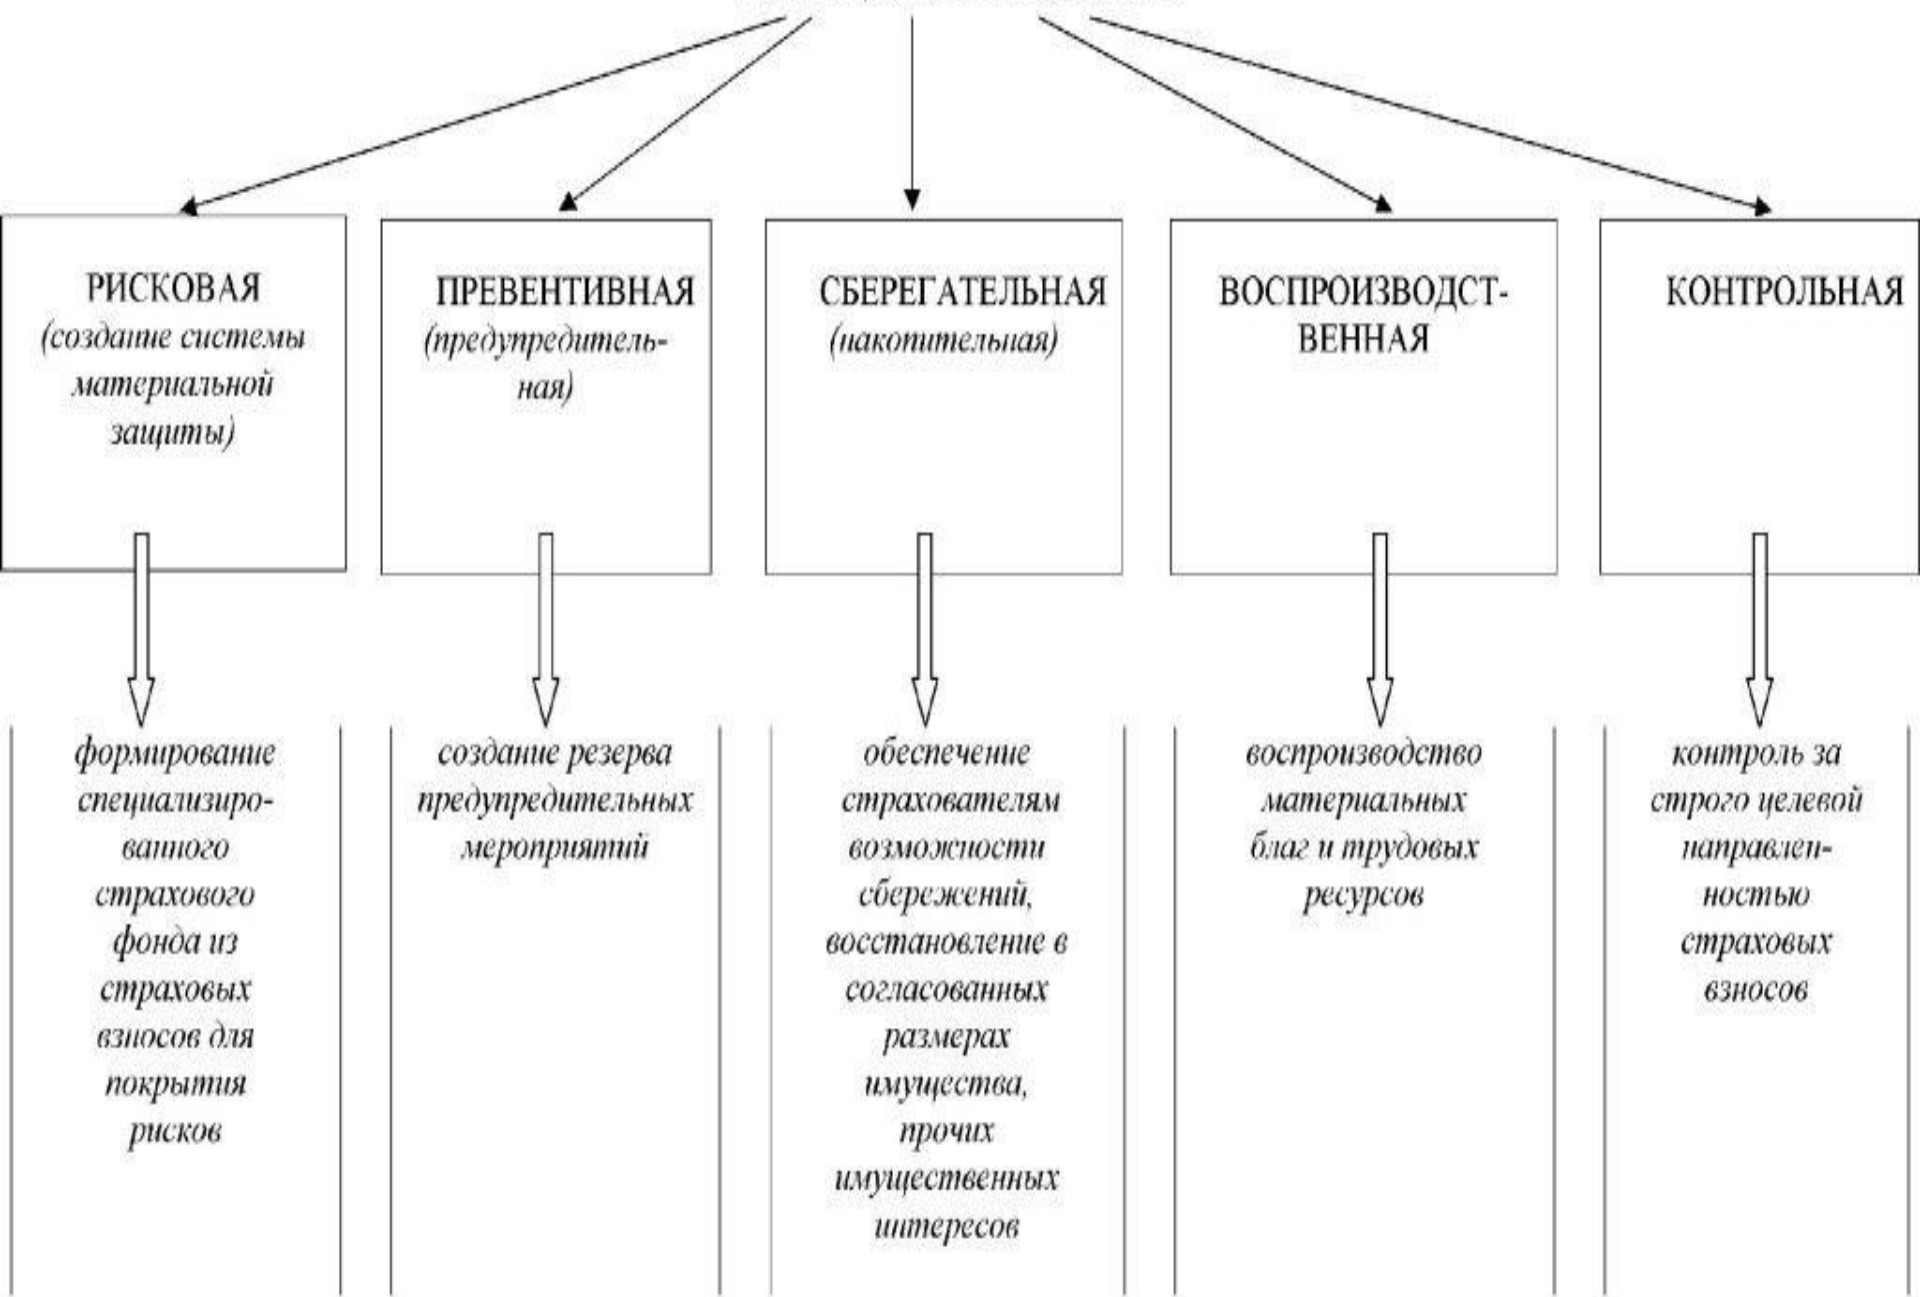 РИСКОВАЯ
(создание системы
материальной
защиты)
ПРЕВЕНТИВНАЯ
(предупредитель-
ная)
СБЕРЕГАТЕЛЬНАЯ
(накопительная)
ВОСПРОИЗВОДСТ-
ВЕННАЯ
КОНТРОЛЬНАЯ
формирование
специализиро-
ванного
страхового
фонда из
страховых
взносов для
покрытия
рисков
создание резерва
предупредительных
мероприятий
обеспечение
страхователям
возможности
сбережений,
восстановление в
согласованных
размерах
имущества,
прочих
имущественных
интересов
воспроизводство
материальных
благ и трудовых
ресурсов
контроль за
строго целевой
направлен-
ностью
страховых
взносов